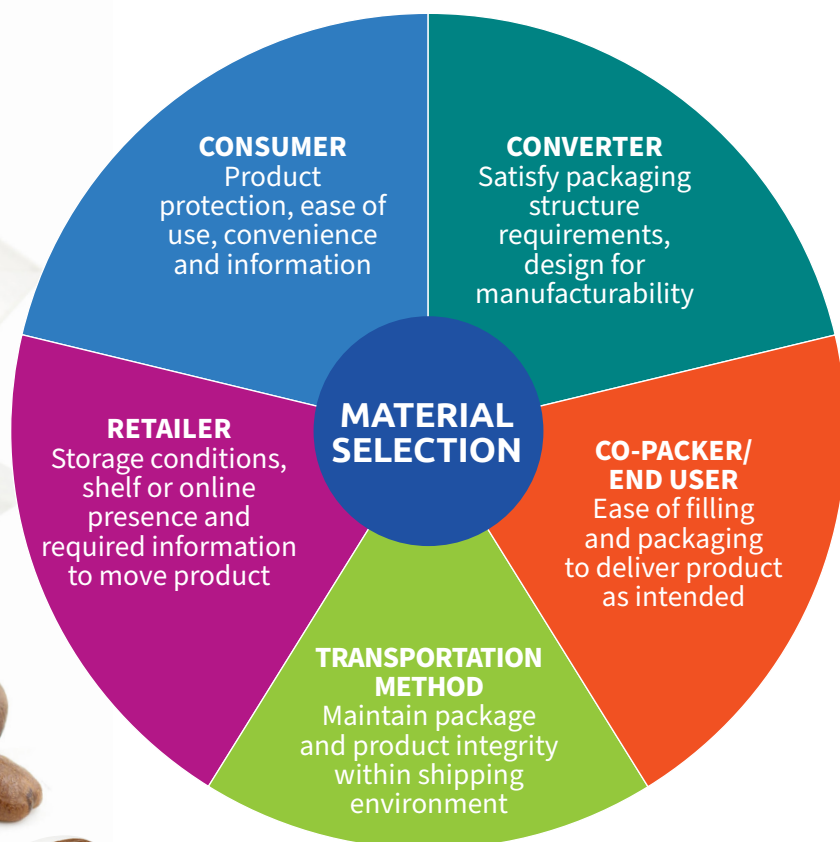 CONSUMER
Product
protection, ease of
use, convenience
and information
CONVERTER
Satisfy packaging
structure
requirements,
design for
manufacturability
MATERIAL
SELECTION
RETAILER
Storage conditions,
shelf or online
presence and
required information
to move product
CO-PACKER/
END USER
Ease of filling
and packaging
to deliver product
as intended
TRANSPORTATION
METHOD
Maintain package
and product integrity
within shipping
environment